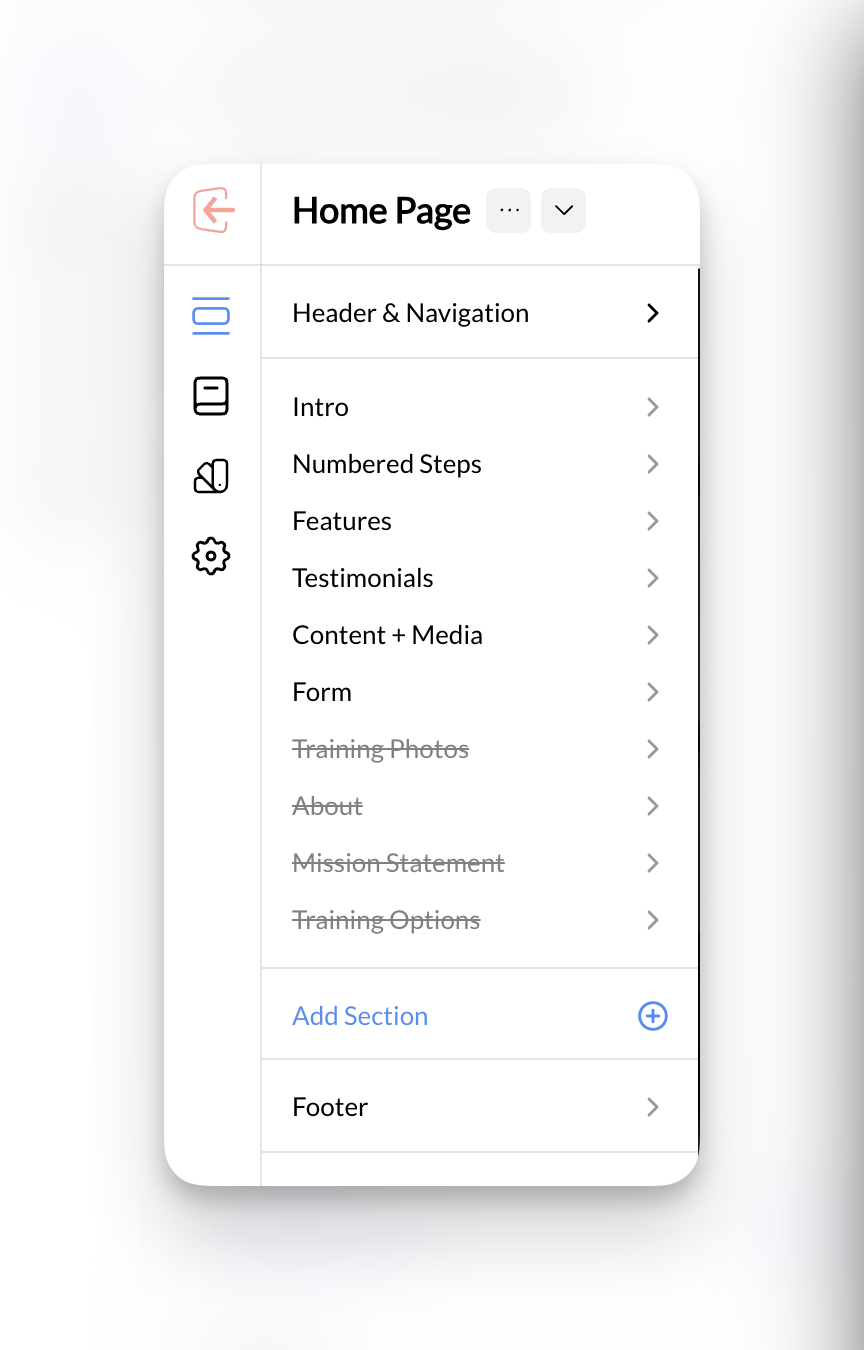 Home Page
Header & Navigation
Intro
Numbered Steps
Features
Testimonials
Content + Media
Form
Training Photos
About
Mission Statement
Training Options
Add Section
Footer